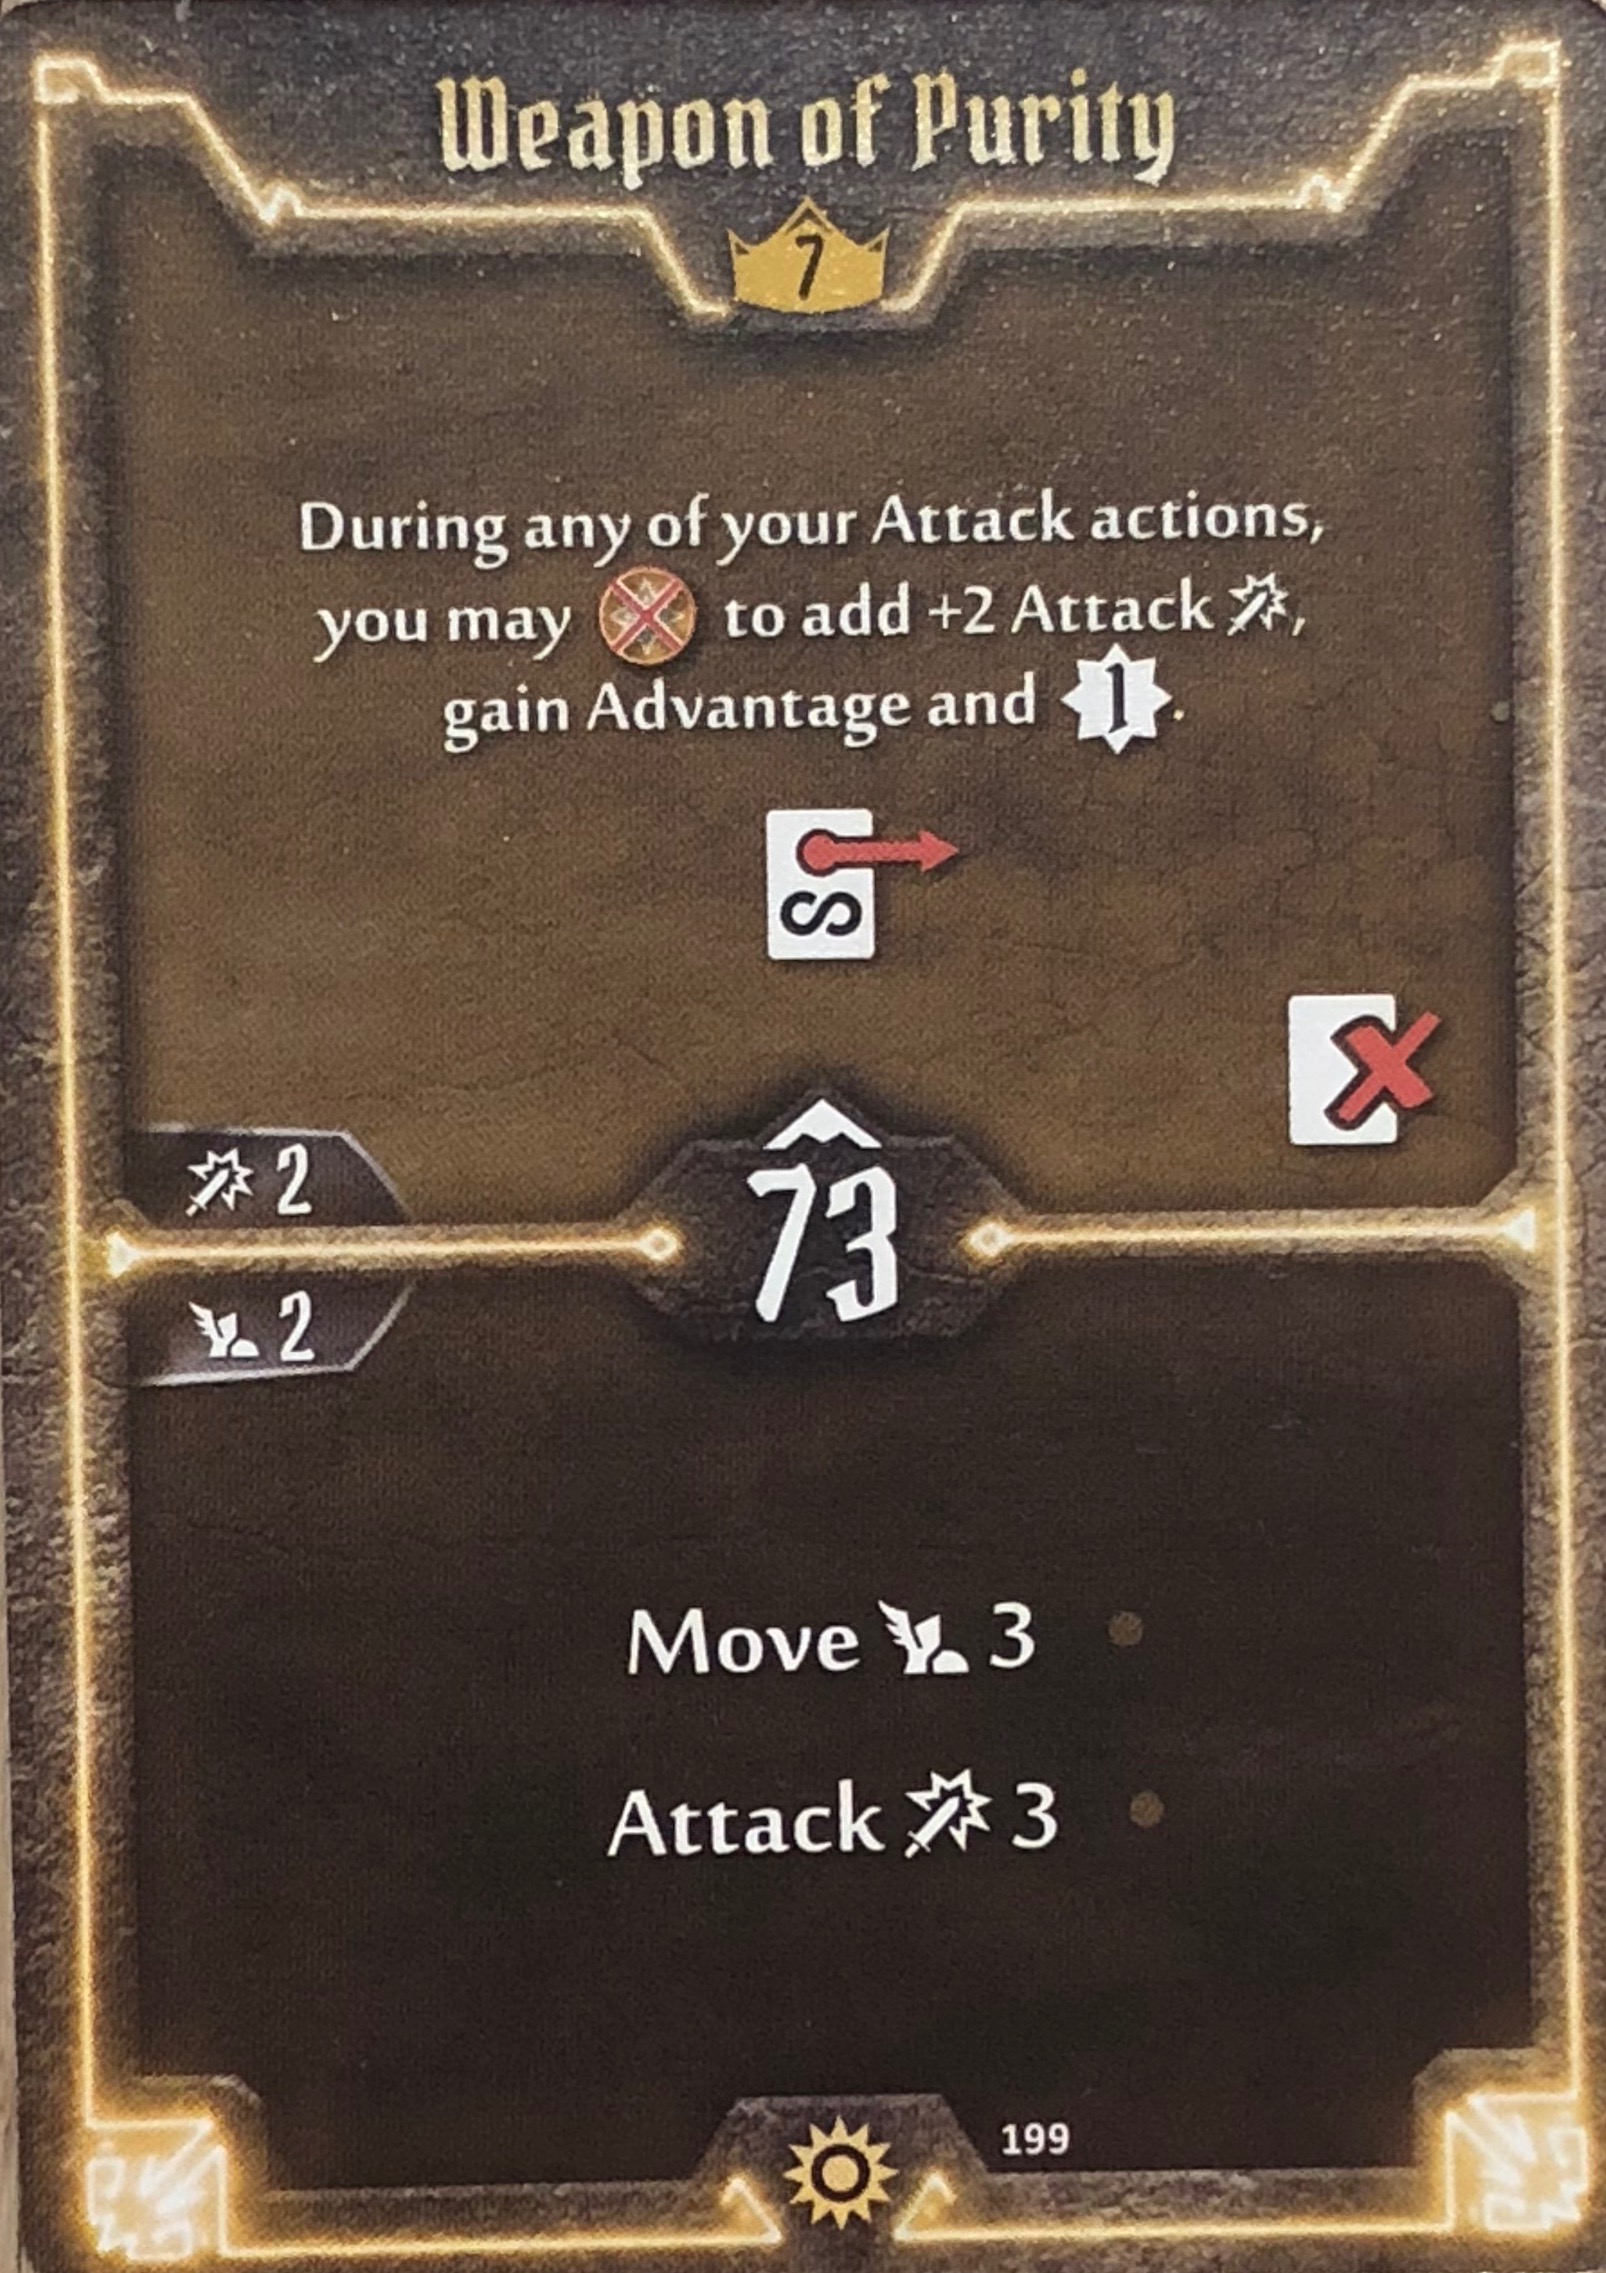 Weapon of Purity
7
During any of your Attack actions,
you may to add +2 Attack ,
gain Advantage and 1.
2
73
2
Move 3
Attack 3
199